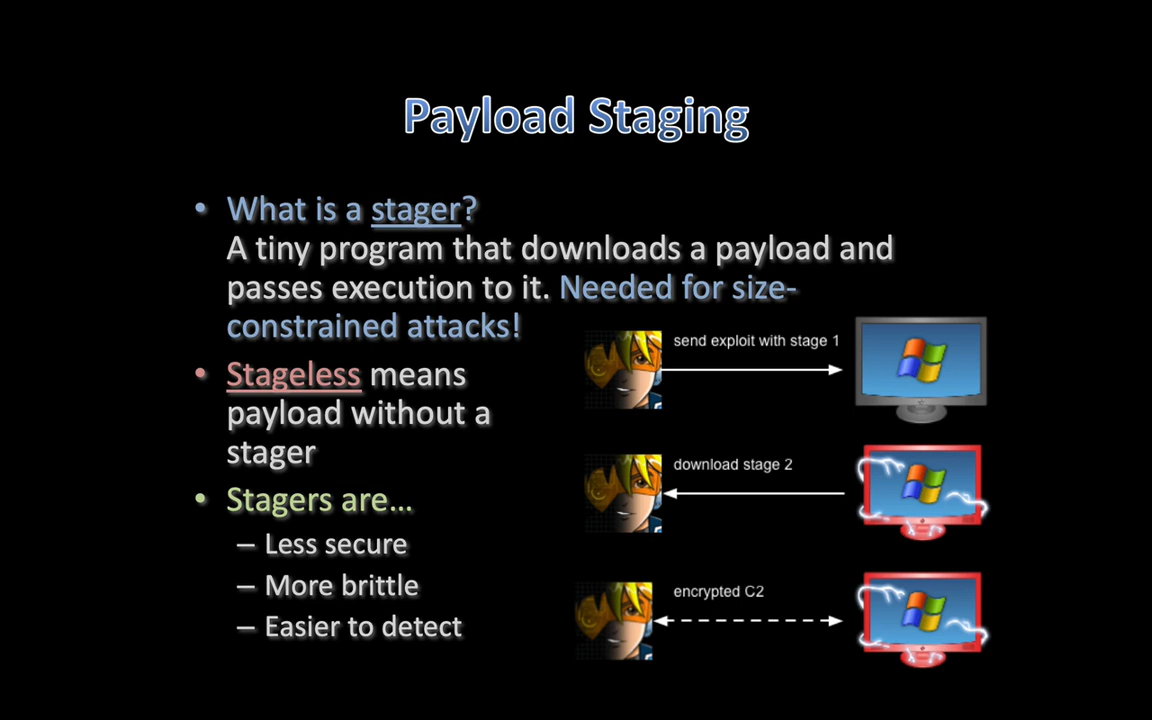 Payload Staging
• What is a stager?
A tiny program that downloads a payload and
passes execution to it. Needed for size-
constrained attacks!
• Stageless means
payload without a
stager
• Stagers are…
– Less secure
– More brittle
– Easier to detect
send exploit with stage 1
download stage 2
encrypted C2